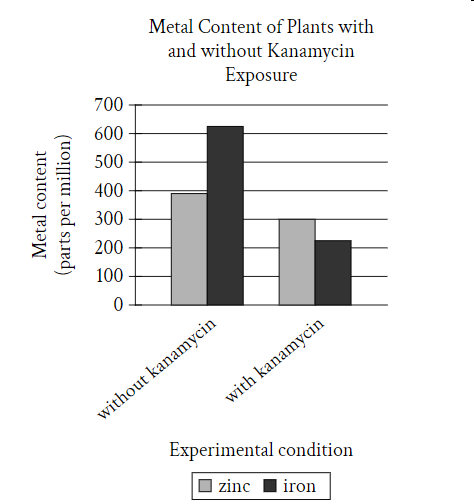 Metal Content of Plants with
and without Kanamycin
Exposure
Metal content
(parts per million)
700
600
500
400
300
200
100
0
without kanamycin
with kanamycin
Experimental condition
zinc iron